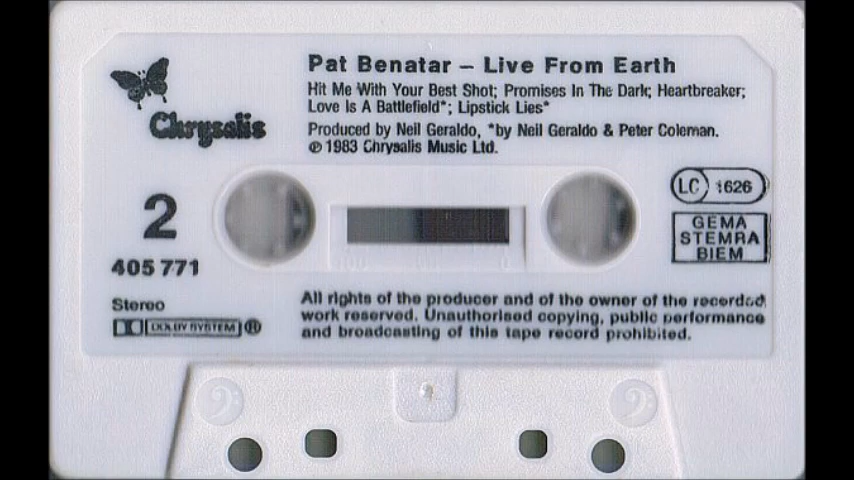 Pat Benatar – Live From Earth
Hit Me With Your Best Shot; Promises In The Dark; Heartbreaker;
Love Is A Battlefield*; Lipstick Lies*
Chrysalis
Produced by Neil Geraldo, *by Neil Geraldo & Peter Coleman.
℗ 1983 Chrysalis Music Ltd.
LC 1626
2
GEMA
STEMRA
BIEM
405 771
Stereo
DOLBY SYSTEM ®
All rights of the producer and of the owner of the recorded
work reserved. Unauthorised copying, public performance
and broadcasting of this tape record prohibited.